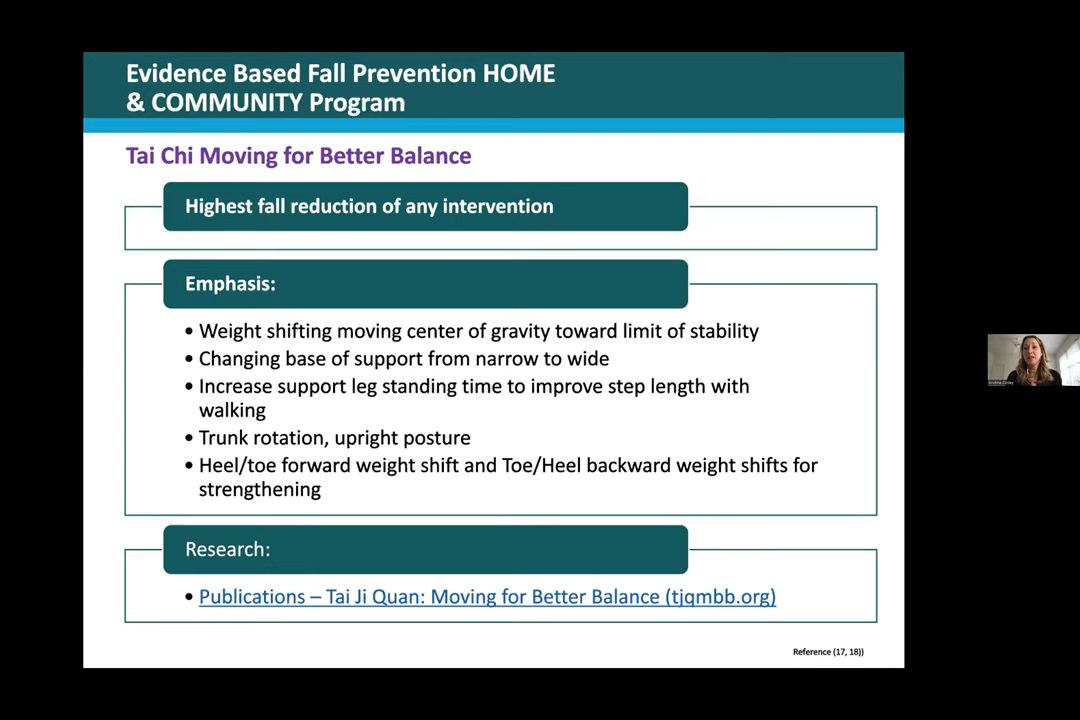 Evidence Based Fall Prevention HOME
& COMMUNITY Program
Tai Chi Moving for Better Balance
Highest fall reduction of any intervention
Emphasis:
• Weight shifting moving center of gravity toward limit of stability
• Changing base of support from narrow to wide
• Increase support leg standing time to improve step length with
walking
• Trunk rotation, upright posture
• Heel/toe forward weight shift and Toe/Heel backward weight shifts for
strengthening
Research:
• Publications – Tai Ji Quan: Moving for Better Balance (tjqmbb.org)
Reference (17, 18))